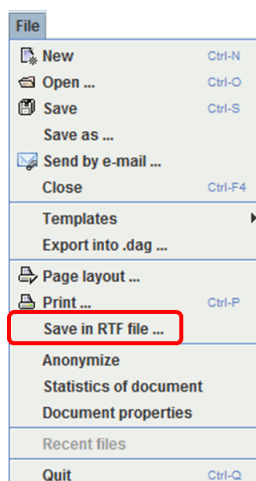 File
New Ctrl-N
Open ... Ctrl-O
Save Ctrl-S
Save as ...
Send by e-mail ...
Close Ctrl-F4
Templates
Export into .dag ...
Page layout ...
Print ... Ctrl-P
Save in RTF file ...
Anonymize
Statistics of document
Document properties
Recent files
Quit Ctrl-Q